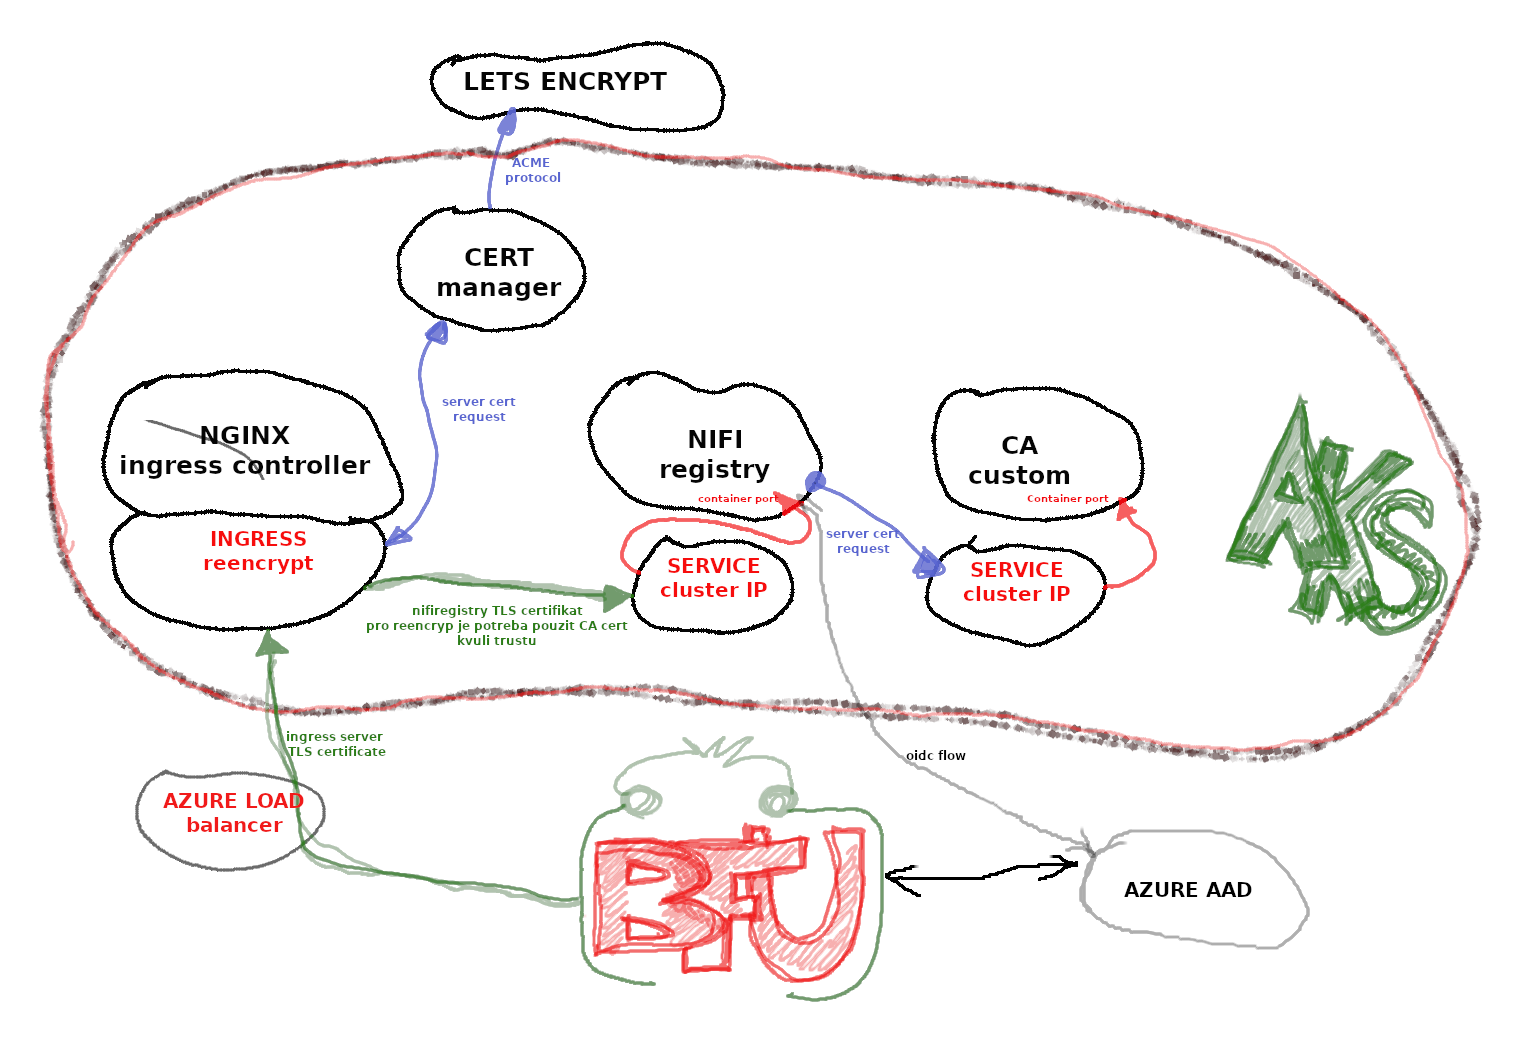 LETS ENCRYPT
ACME
protocol
CERT
manager
server cert
request
NGINX
ingress controller
INGRESS
reencrypt
NIFI
registry
container port
SERVICE
cluster IP
CA
custom
Container port
server cert
request
SERVICE
cluster IP
AKS
nifiregistry TLS certifikat
pro reencryp je potreba pouzit CA cert
kvuli trustu
ingress server
TLS certificate
AZURE LOAD
balancer
oidc flow
BFU
AZURE AAD